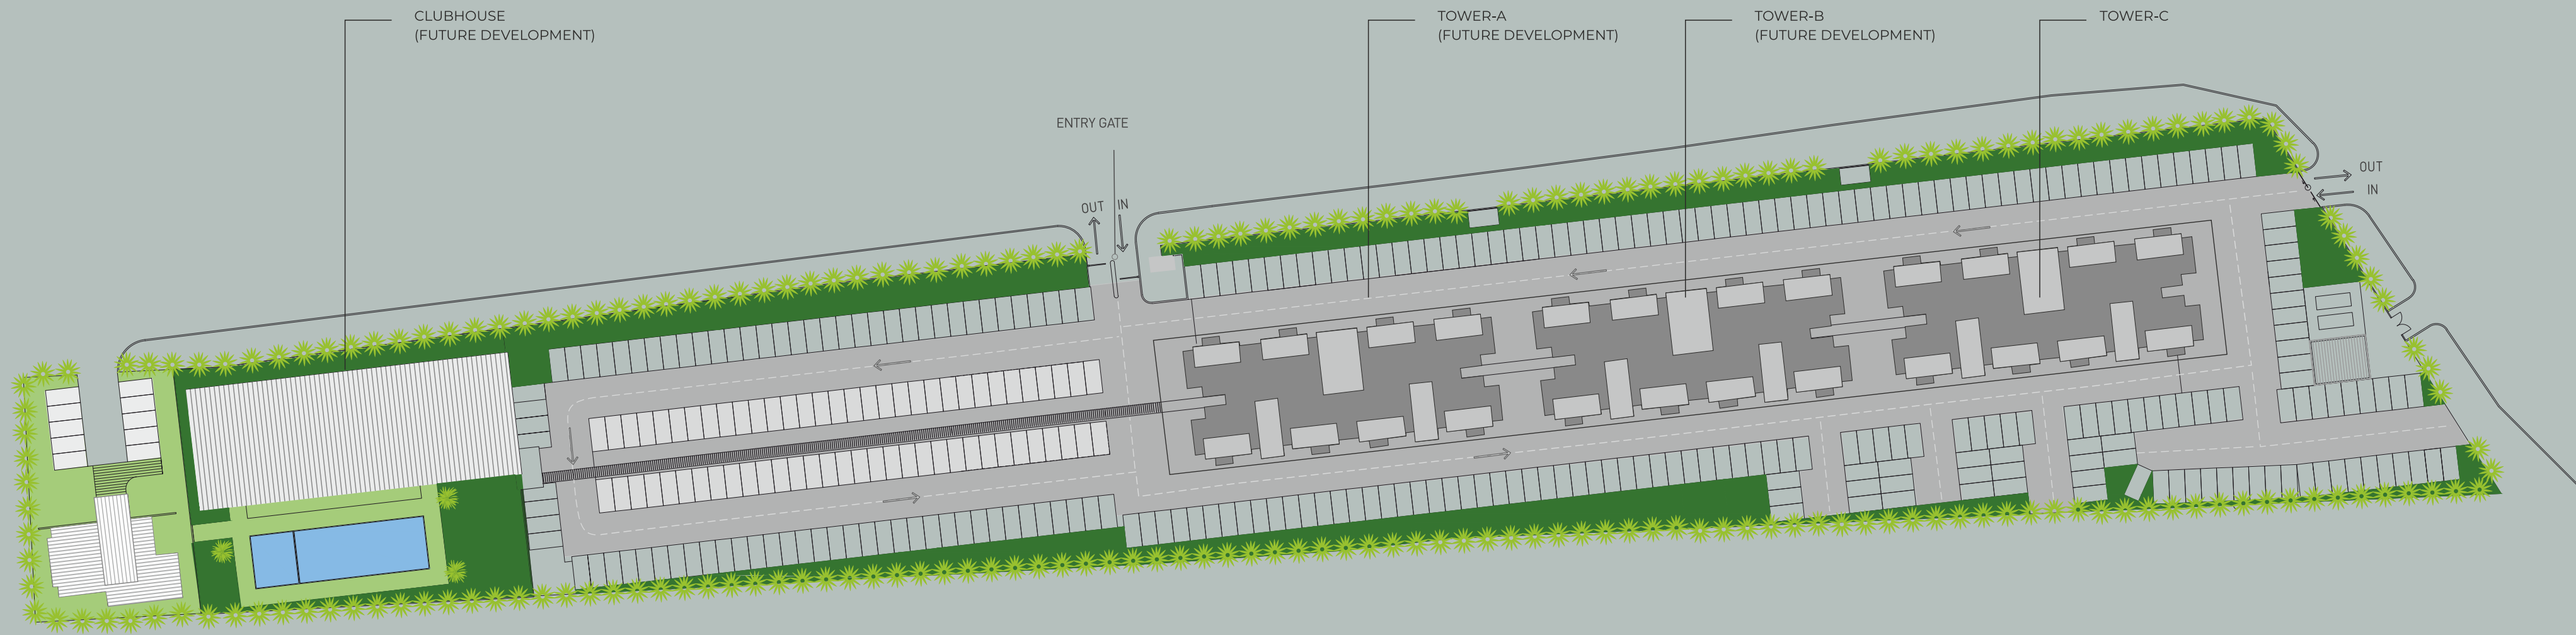 CLUBHOUSE
(FUTURE DEVELOPMENT)
TOWER-A
(FUTURE DEVELOPMENT)
TOWER-B
(FUTURE DEVELOPMENT)
TOWER-C
ENTRY GATE
OUT
IN
OUT
IN